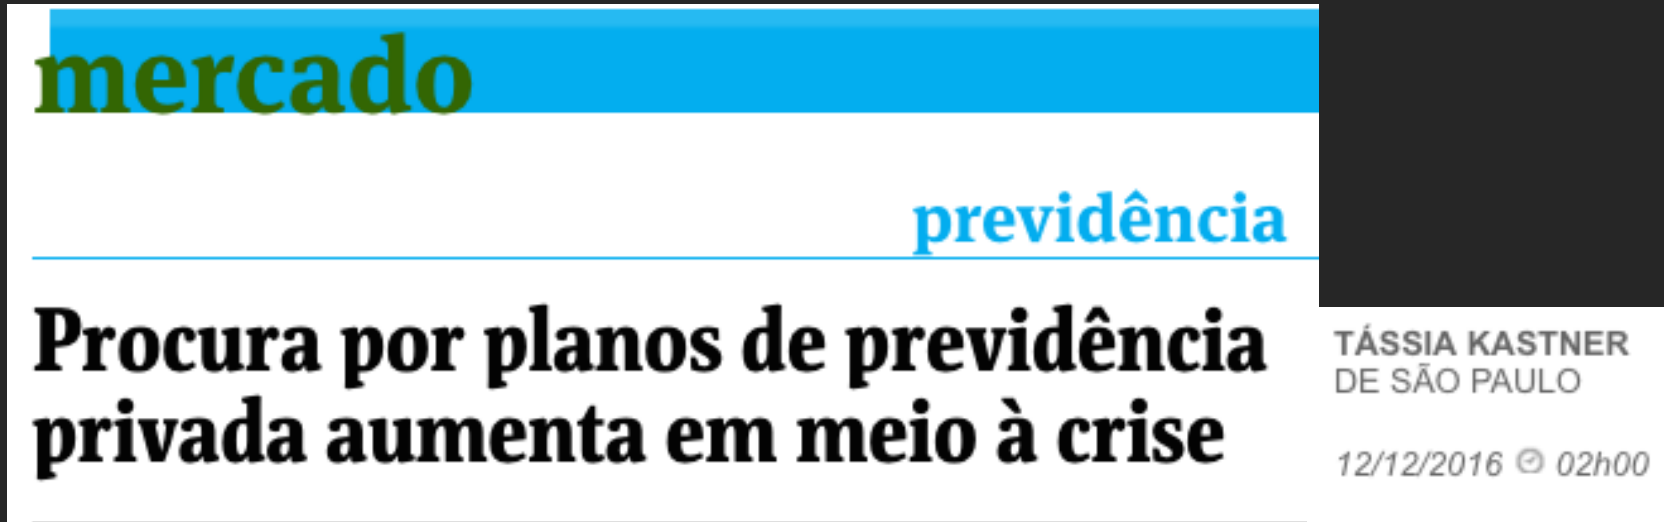 mercado
previdência
Procura por planos de previdência
privada aumenta em meio à crise
TÁSSIA KASTNER
DE SÃO PAULO
12/12/2016 02h00